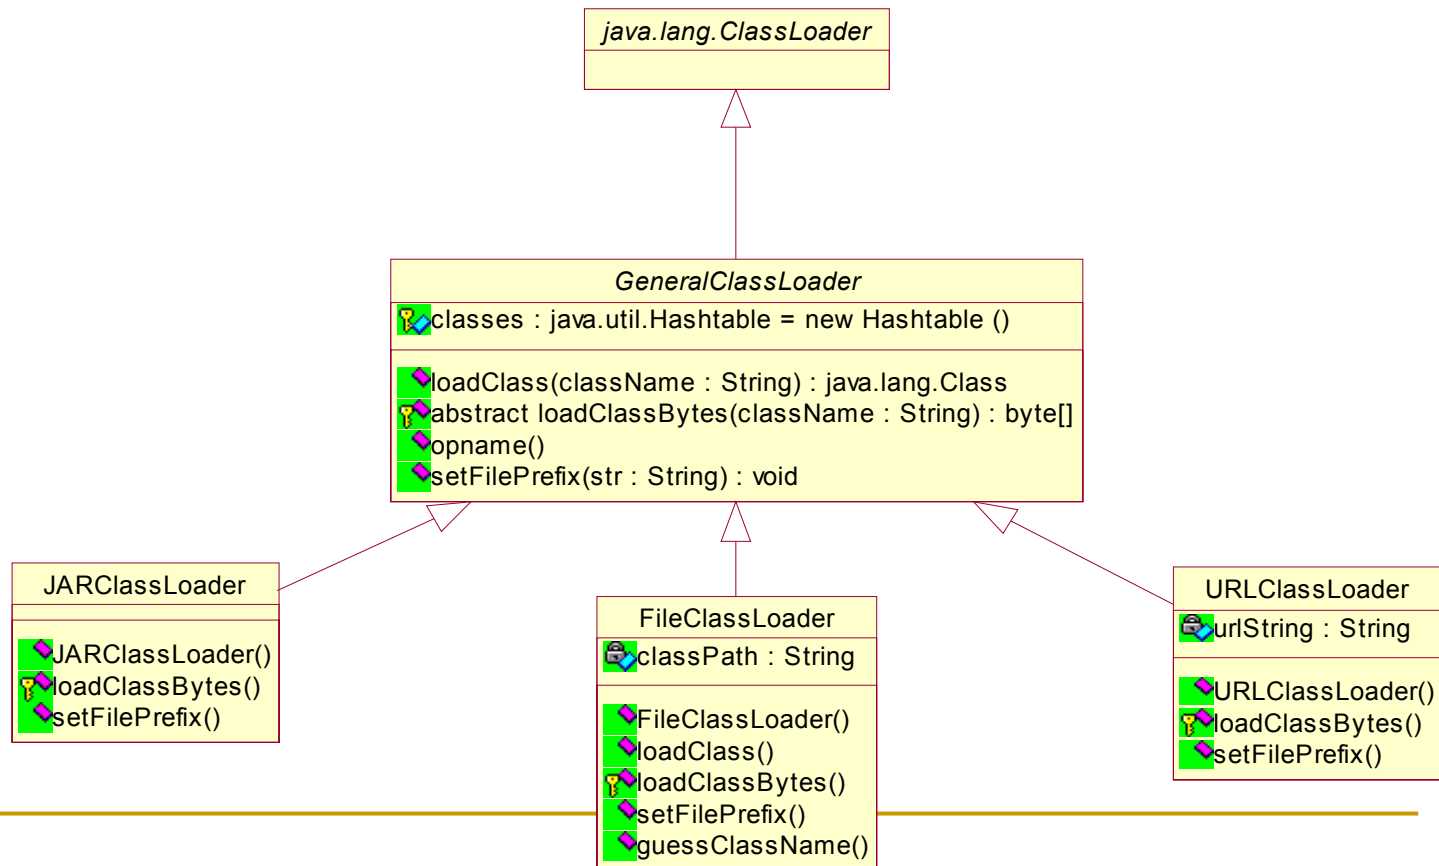 java.lang.ClassLoader
GeneralClassLoader
classes : java.util.Hashtable = new Hashtable ()
loadClass(className : String) : java.lang.Class
abstract loadClassBytes(className : String) : byte[]
opname()
setFilePrefix(str : String) : void
JARClassLoader
JARClassLoader()
loadClassBytes()
setFilePrefix()
FileClassLoader
classPath : String
FileClassLoader()
loadClass()
loadClassBytes()
setFilePrefix()
guessClassName()
URLClassLoader
urlString : String
URLClassLoader()
loadClassBytes()
setFilePrefix()